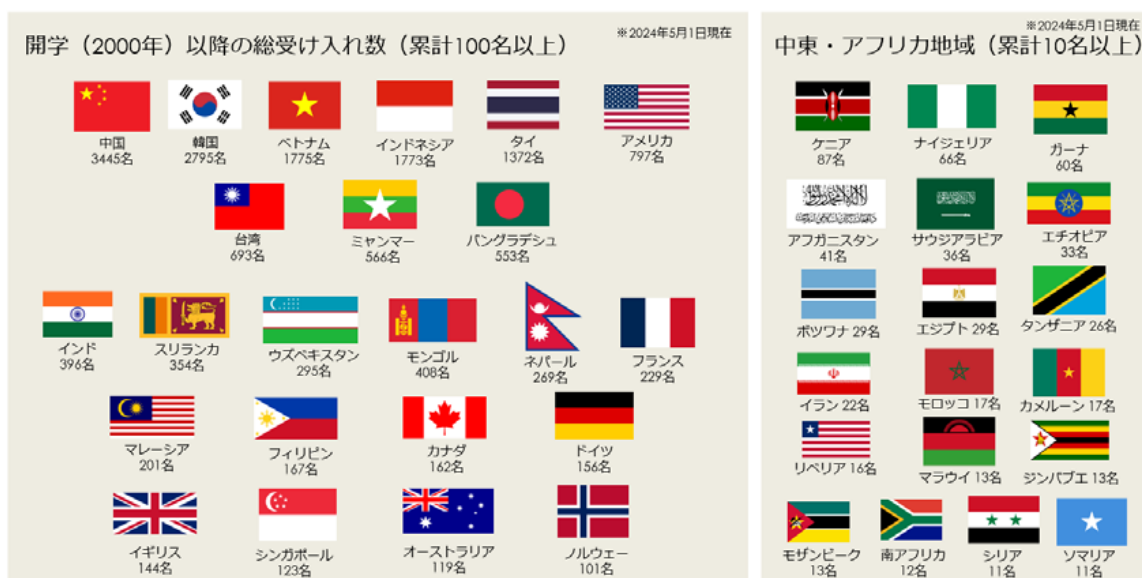 開学（2000年）以降の総受け入れ数（累計100名以上）
※2024年5月1日現在
中国
3445名
韓国
2795名
ベトナム
1775名
インドネシア
1773名
タイ
1372名
アメリカ
797名
台湾
693名
ミャンマー
566名
バングラデシュ
553名
インド
396名
スリランカ
354名
ウズベキスタン
295名
モンゴル
408名
ネパール
269名
フランス
229名
マレーシア
201名
フィリピン
167名
カナダ
162名
ドイツ
156名
イギリス
144名
シンガポール
123名
オーストラリア
119名
ノルウェー
101名
※2024年5月1日現在
中東・アフリカ地域（累計10名以上）
ケニア
87名
ナイジェリア
66名
ガーナ
60名
アフガニスタン
41名
サウジアラビア
36名
エチオピア
33名
ボツワナ 29名
エジプト 29名
タンザニア 26名
イラン 22名
モロッコ 17名
カメルーン 17名
リベリア 16名
マラウイ 13名
ジンバブエ 13名
モザンビーク
13名
南アフリカ
12名
シリア
11名
ソマリア
11名